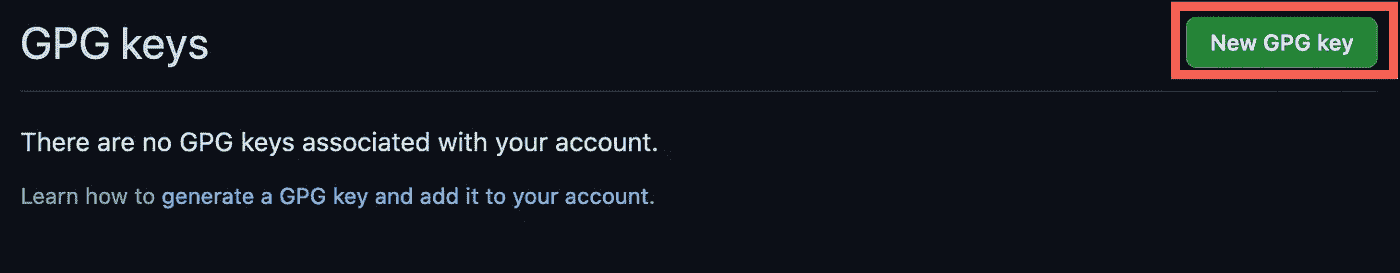 GPG keys
New GPG key
There are no GPG keys associated with your account.
Learn how to generate a GPG key and add it to your account.